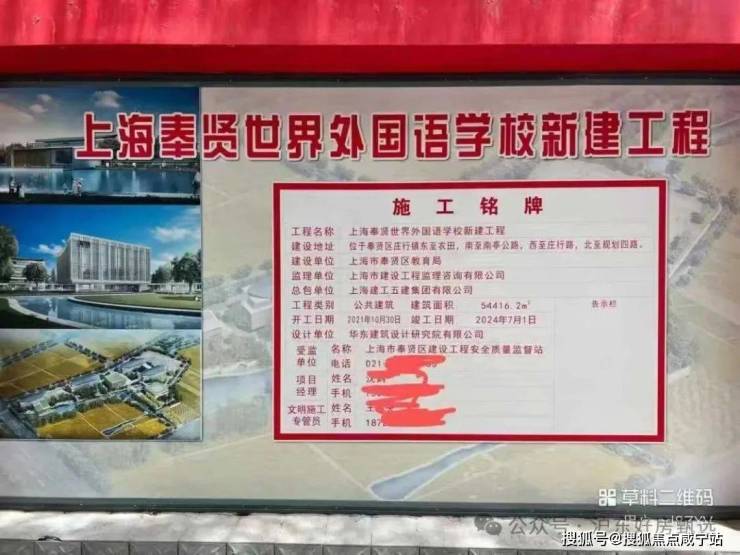 上海奉贤世界外国语学校新建工程
施工铭牌
工程名称 上海奉贤世界外国语学校新建工程
建设地址 位于奉贤区庄行镇东至农田，南至南亭公路，西至庄行路，北至规划四路。
建设单位 上海市奉贤区教育局
监理单位 上海市建设工程监理咨询有限公司
总包单位 上海建工五建集团有限公司
工程类别 公共建筑 建筑面积 54416.2㎡ 告示栏
开工日期 2021年10月30日 竣工日期 2024年7月1日
设计单位 华东建筑设计研究院有限公司
受监单位 名称 上海市奉贤区建设工程安全质量监督站
电话 021
项目经理 姓名 沈
手机
文明施工专管员 姓名 王
手机 187
草料二维码
公众号·沪东好房甄选
搜狐号@搜狐焦点咸宁站